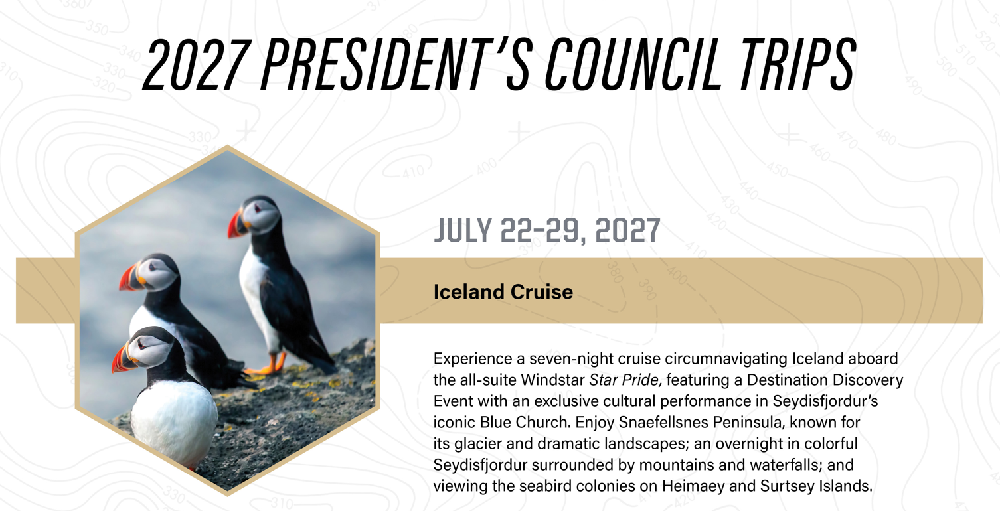 2027 PRESIDENT’S COUNCIL TRIPS
JULY 22–29, 2027
Iceland Cruise
Experience a seven-night cruise circumnavigating Iceland aboard
the all-suite Windstar Star Pride, featuring a Destination Discovery
Event with an exclusive cultural performance in Seydisfjordur’s
iconic Blue Church. Enjoy Snaefellsnes Peninsula, known for
its glacier and dramatic landscapes; an overnight in colorful
Seydisfjordur surrounded by mountains and waterfalls; and
viewing the seabird colonies on Heimaey and Surtsey Islands.